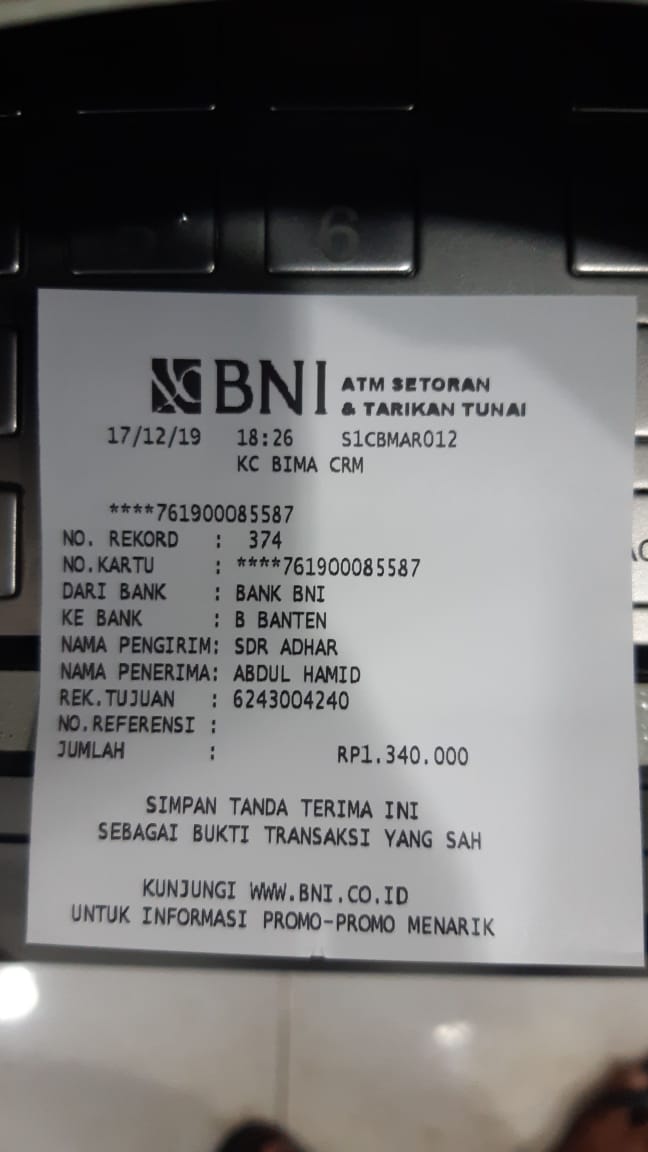 6
BNI ATM SETORAN
& TARIKAN TUNAI
17/12/19 18:26 S1CBMAR012
KC BIMA CRM
****761900085587
NO. REKORD : 374
NO.KARTU : ****761900085587
DARI BANK : BANK BNI
KE BANK : B BANTEN
NAMA PENGIRIM: SDR ADHAR
NAMA PENERIMA: ABDUL HAMID
REK.TUJUAN : 6243004240
NO.REFERENSI :
JUMLAH : RP1.340.000
SIMPAN TANDA TERIMA INI
SEBAGAI BUKTI TRANSAKSI YANG SAH
KUNJUNGI WWW.BNI.CO.ID
UNTUK INFORMASI PROMO-PROMO MENARIK